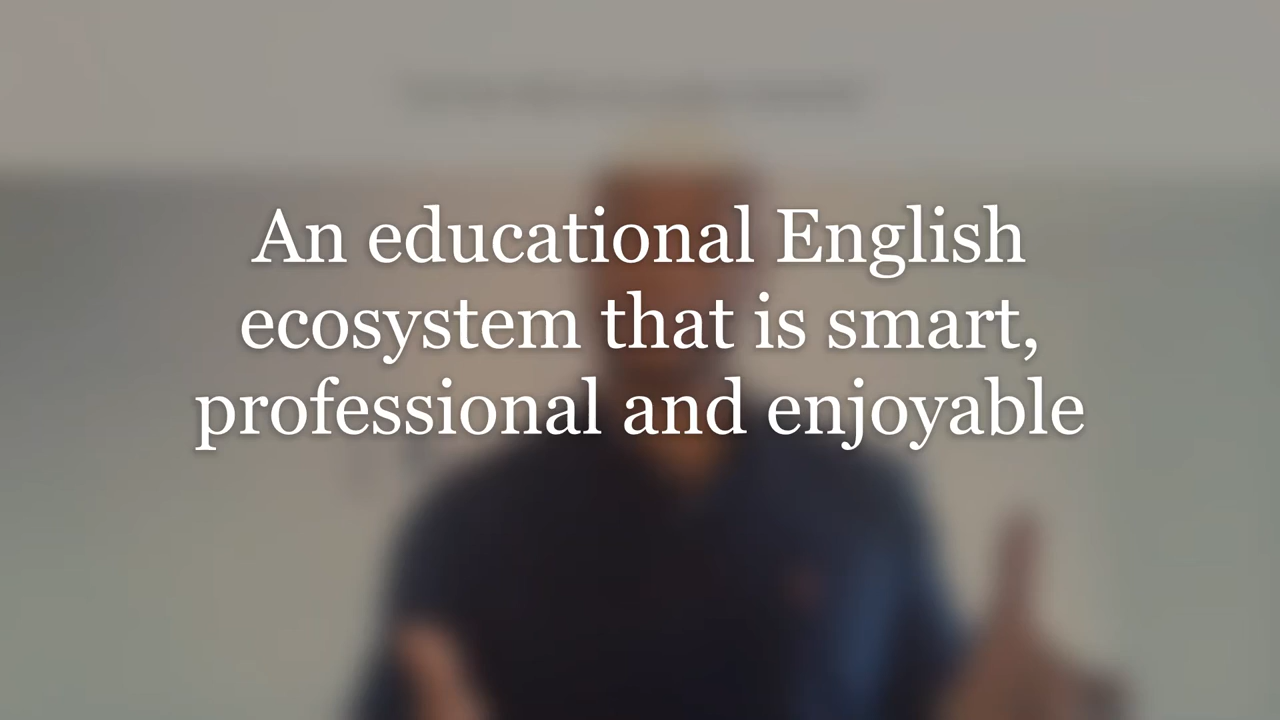 An educational English
ecosystem that is smart,
professional and enjoyable